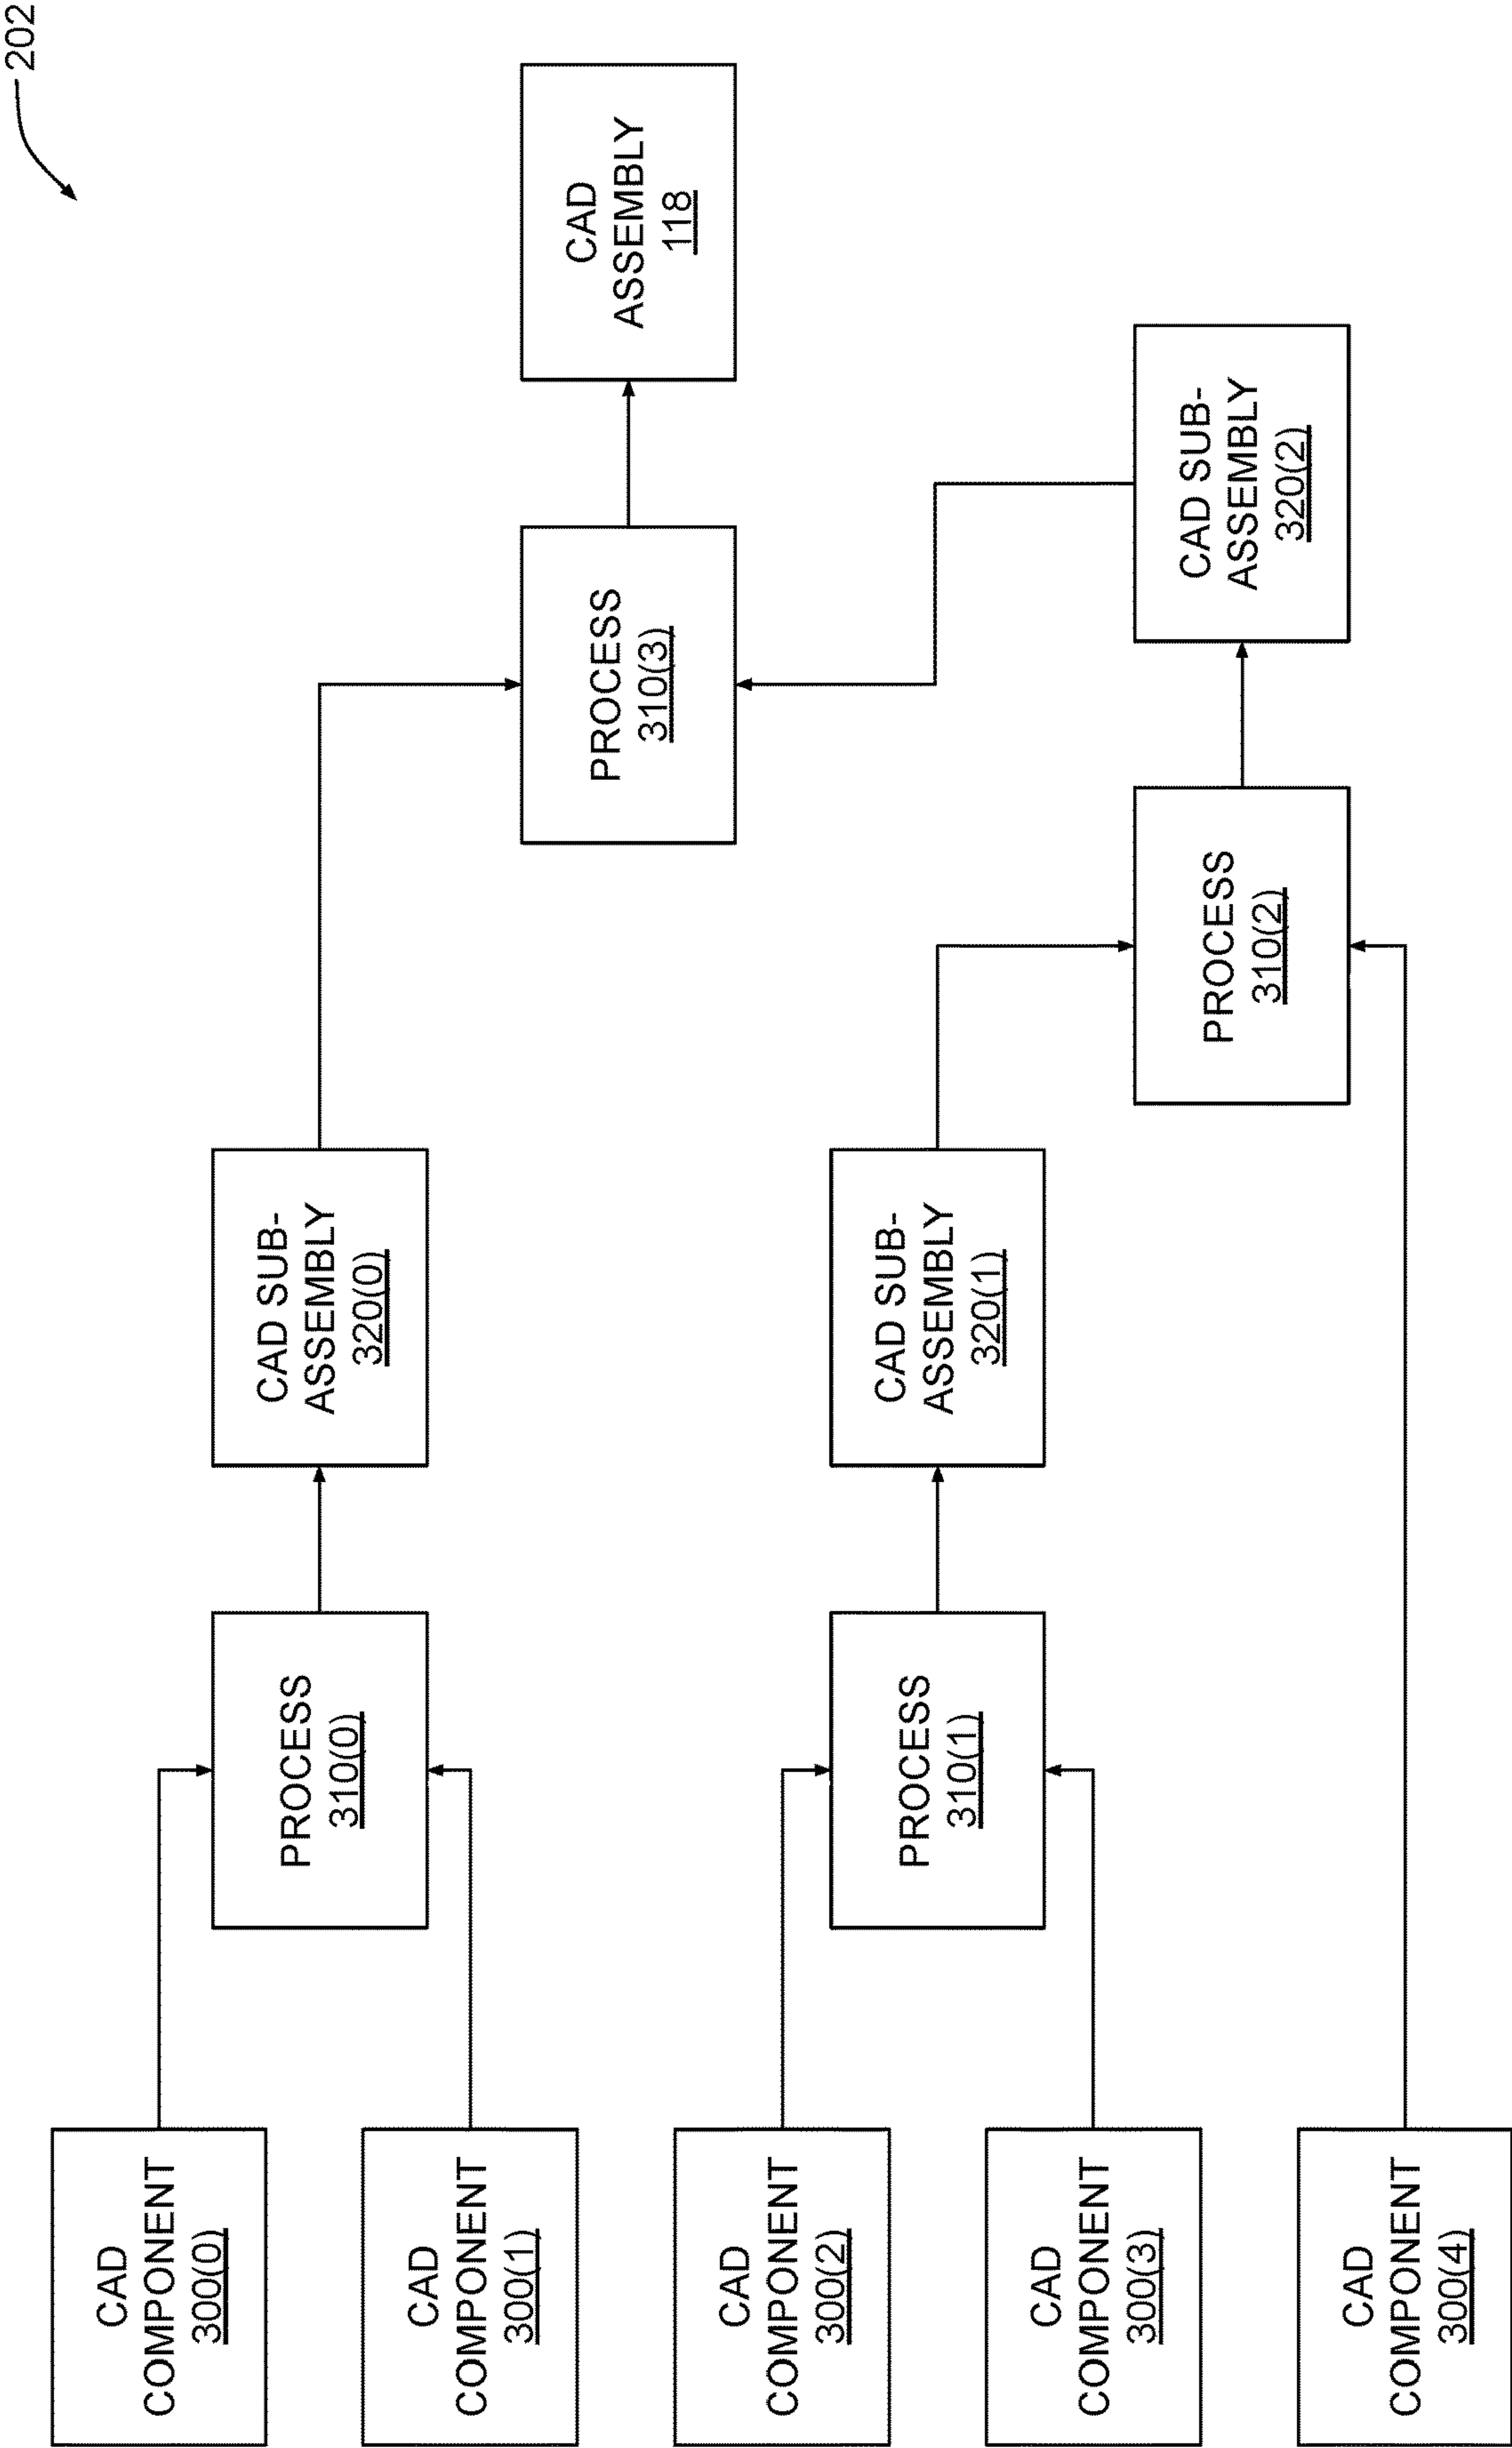 202
CAD
COMPONENT
300(0)
PROCESS
310(0)
CAD SUB-
ASSEMBLY
320(0)
CAD
COMPONENT
300(1)
PROCESS
310(3)
CAD
ASSEMBLY
118
CAD
COMPONENT
300(2)
PROCESS
310(1)
CAD SUB-
ASSEMBLY
320(1)
CAD
COMPONENT
300(3)
PROCESS
310(2)
CAD SUB-
ASSEMBLY
320(2)
CAD
COMPONENT
300(4)